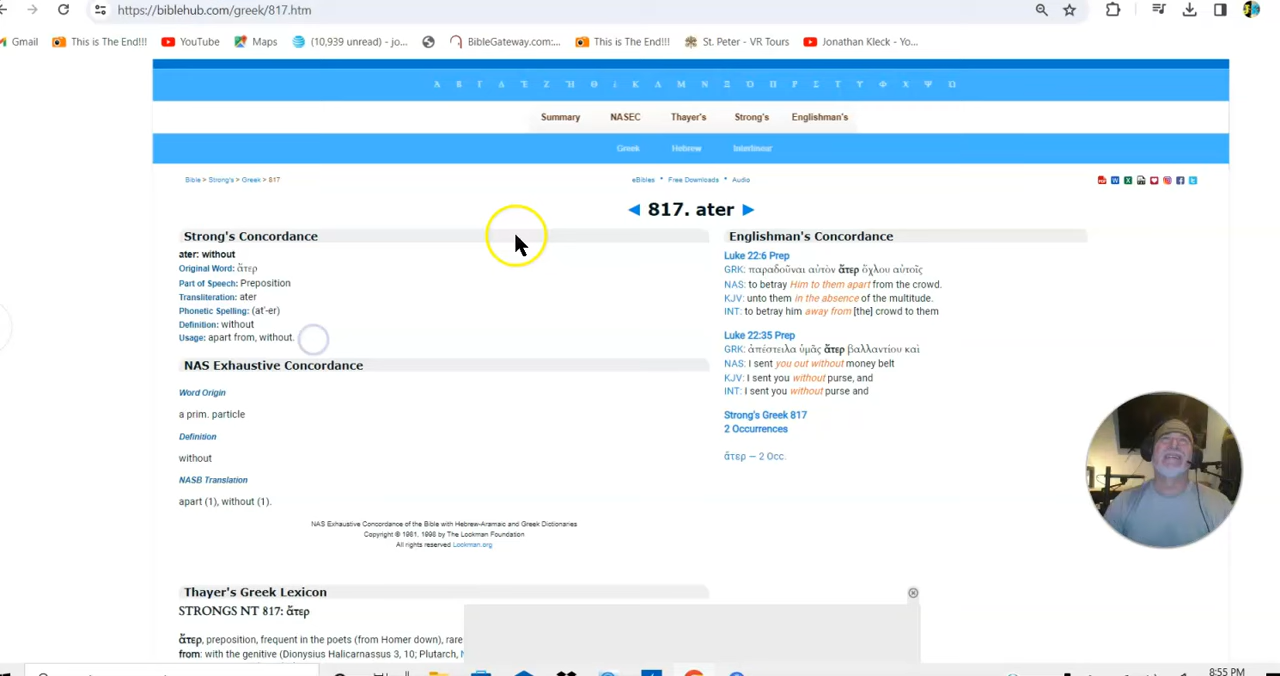 https://biblehub.com/greek/817.htm
Gmail This is The End!!! YouTube Maps (10,939 unread) - jo... BibleGateway.com:... This is The End!!! St. Peter - VR Tours Jonathan Kleck - Yo...
Summary NASEC Thayer's Strong's Englishman's
Greek Hebrew Interlinear
Bible > Strong's > Greek > 817
eBibles • Free Downloads • Audio
◄ 817. ater ►
Strong's Concordance
ater: without
Original Word: ἄτερ
Part of Speech: Preposition
Transliteration: ater
Phonetic Spelling: (at'-er)
Definition: without
Usage: apart from, without.
NAS Exhaustive Concordance
Word Origin
a prim. particle
Definition
without
NASB Translation
apart (1), without (1).
NAS Exhaustive Concordance of the Bible with Hebrew-Aramaic and Greek Dictionaries
Copyright © 1981, 1998 by The Lockman Foundation
All rights reserved Lockman.org
Thayer's Greek Lexicon
STRONGS NT 817: ἄτερ
ἄτερ, preposition, frequent in the poets (from Homer down), rare
from: with the genitive (Dionysius Halicarnassus 3, 10; Plutarch,
Englishman's Concordance
Luke 22:6 Prep
GRK: παραδοῦναι αὐτὸν ἄτερ ὄχλου αὐτοῖς
NAS: to betray Him to them apart from the crowd.
KJV: unto them in the absence of the multitude.
INT: to betray him away from [the] crowd to them
Luke 22:35 Prep
GRK: ἀπέστειλα ὑμᾶς ἄτερ βαλλαντίου καὶ
NAS: I sent you out without money belt
KJV: I sent you without purse, and
INT: I sent you without purse and
Strong's Greek 817
2 Occurrences
ἄτερ — 2 Occ.
8:55 PM